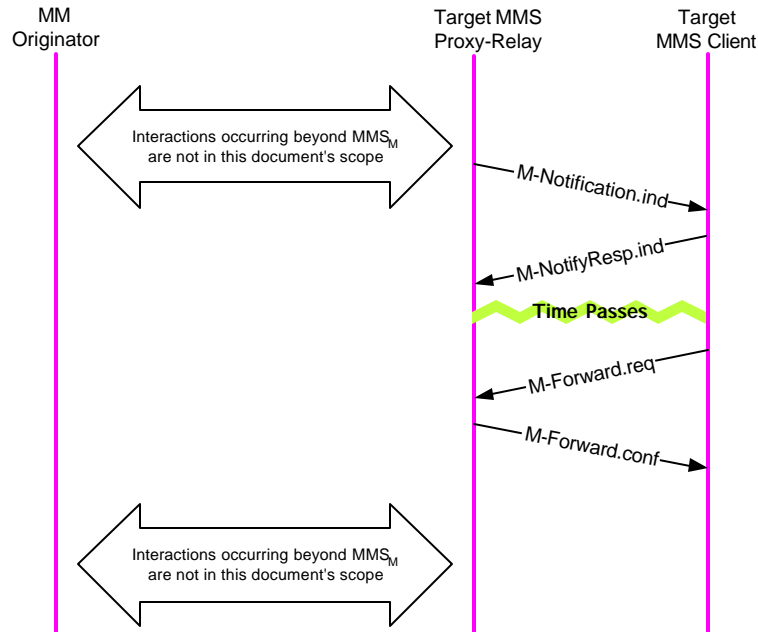 MM
Originator
Target MMS
Proxy-Relay
Target
MMS Client
Interactions occurring beyond MMSM
are not in this document's scope
M-Notification.ind
M-NotifyResp.ind
Time Passes
M-Forward.req
M-Forward.conf
Interactions occurring beyond MMSM
are not in this document's scope